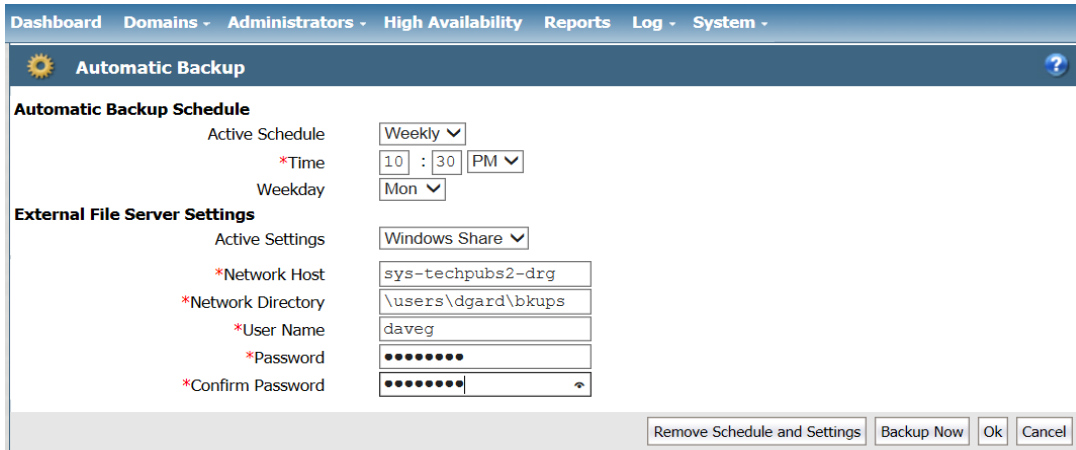 Dashboard Domains - Administrators - High Availability Reports Log - System -
Automatic Backup ?
Automatic Backup Schedule
Active Schedule Weekly
*Time 10 : 30 PM
Weekday Mon
External File Server Settings
Active Settings Windows Share
*Network Host sys-techpubs2-drg
*Network Directory \users\dgard\bkups
*User Name daveg
*Password ••••••••
*Confirm Password ••••••••
Remove Schedule and Settings Backup Now Ok Cancel